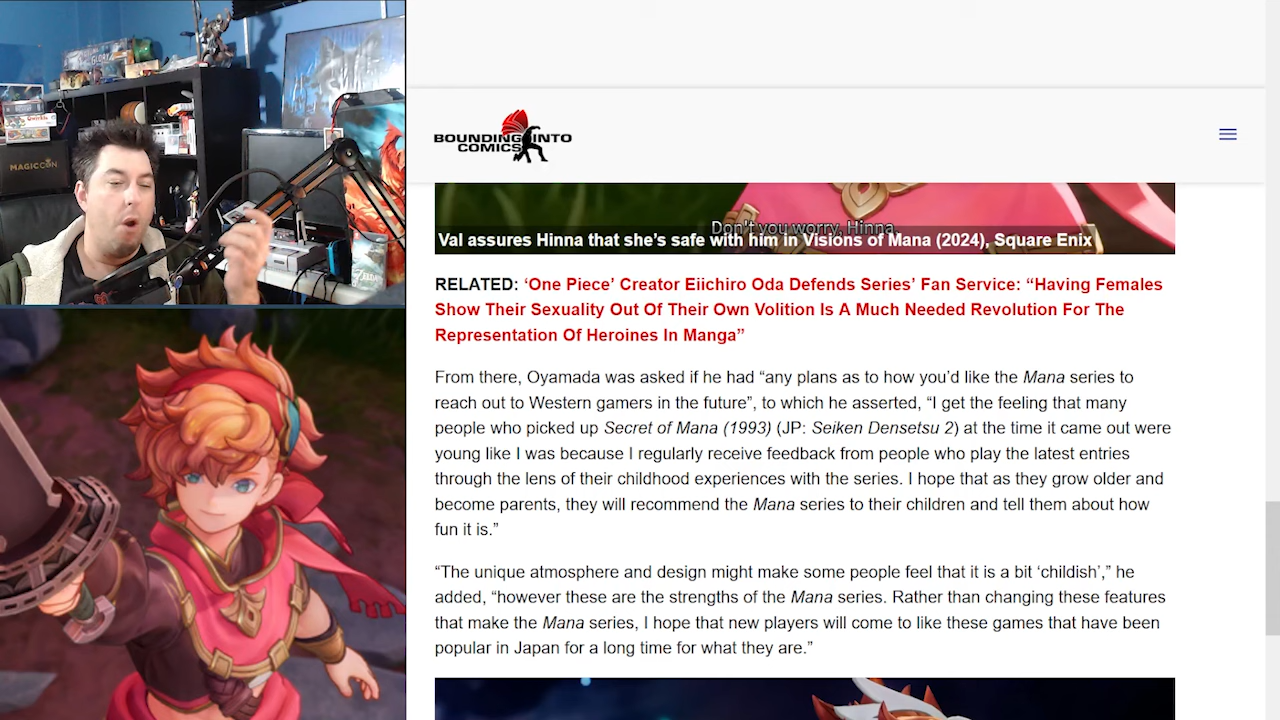 GLORY
Qwirkle
MAGICCON
BOUNDING INTO
COMICS
Don't you worry, Hinna.
Val assures Hinna that she's safe with him in Visions of Mana (2024), Square Enix
RELATED: ‘One Piece’ Creator Eiichiro Oda Defends Series’ Fan Service: “Having Females
Show Their Sexuality Out Of Their Own Volition Is A Much Needed Revolution For The
Representation Of Heroines In Manga”
From there, Oyamada was asked if he had “any plans as to how you’d like the Mana series to
reach out to Western gamers in the future”, to which he asserted, “I get the feeling that many
people who picked up Secret of Mana (1993) (JP: Seiken Densetsu 2) at the time it came out were
young like I was because I regularly receive feedback from people who play the latest entries
through the lens of their childhood experiences with the series. I hope that as they grow older and
become parents, they will recommend the Mana series to their children and tell them about how
fun it is.”
“The unique atmosphere and design might make some people feel that it is a bit ‘childish’,” he
added, “however these are the strengths of the Mana series. Rather than changing these features
that make the Mana series, I hope that new players will come to like these games that have been
popular in Japan for a long time for what they are.”